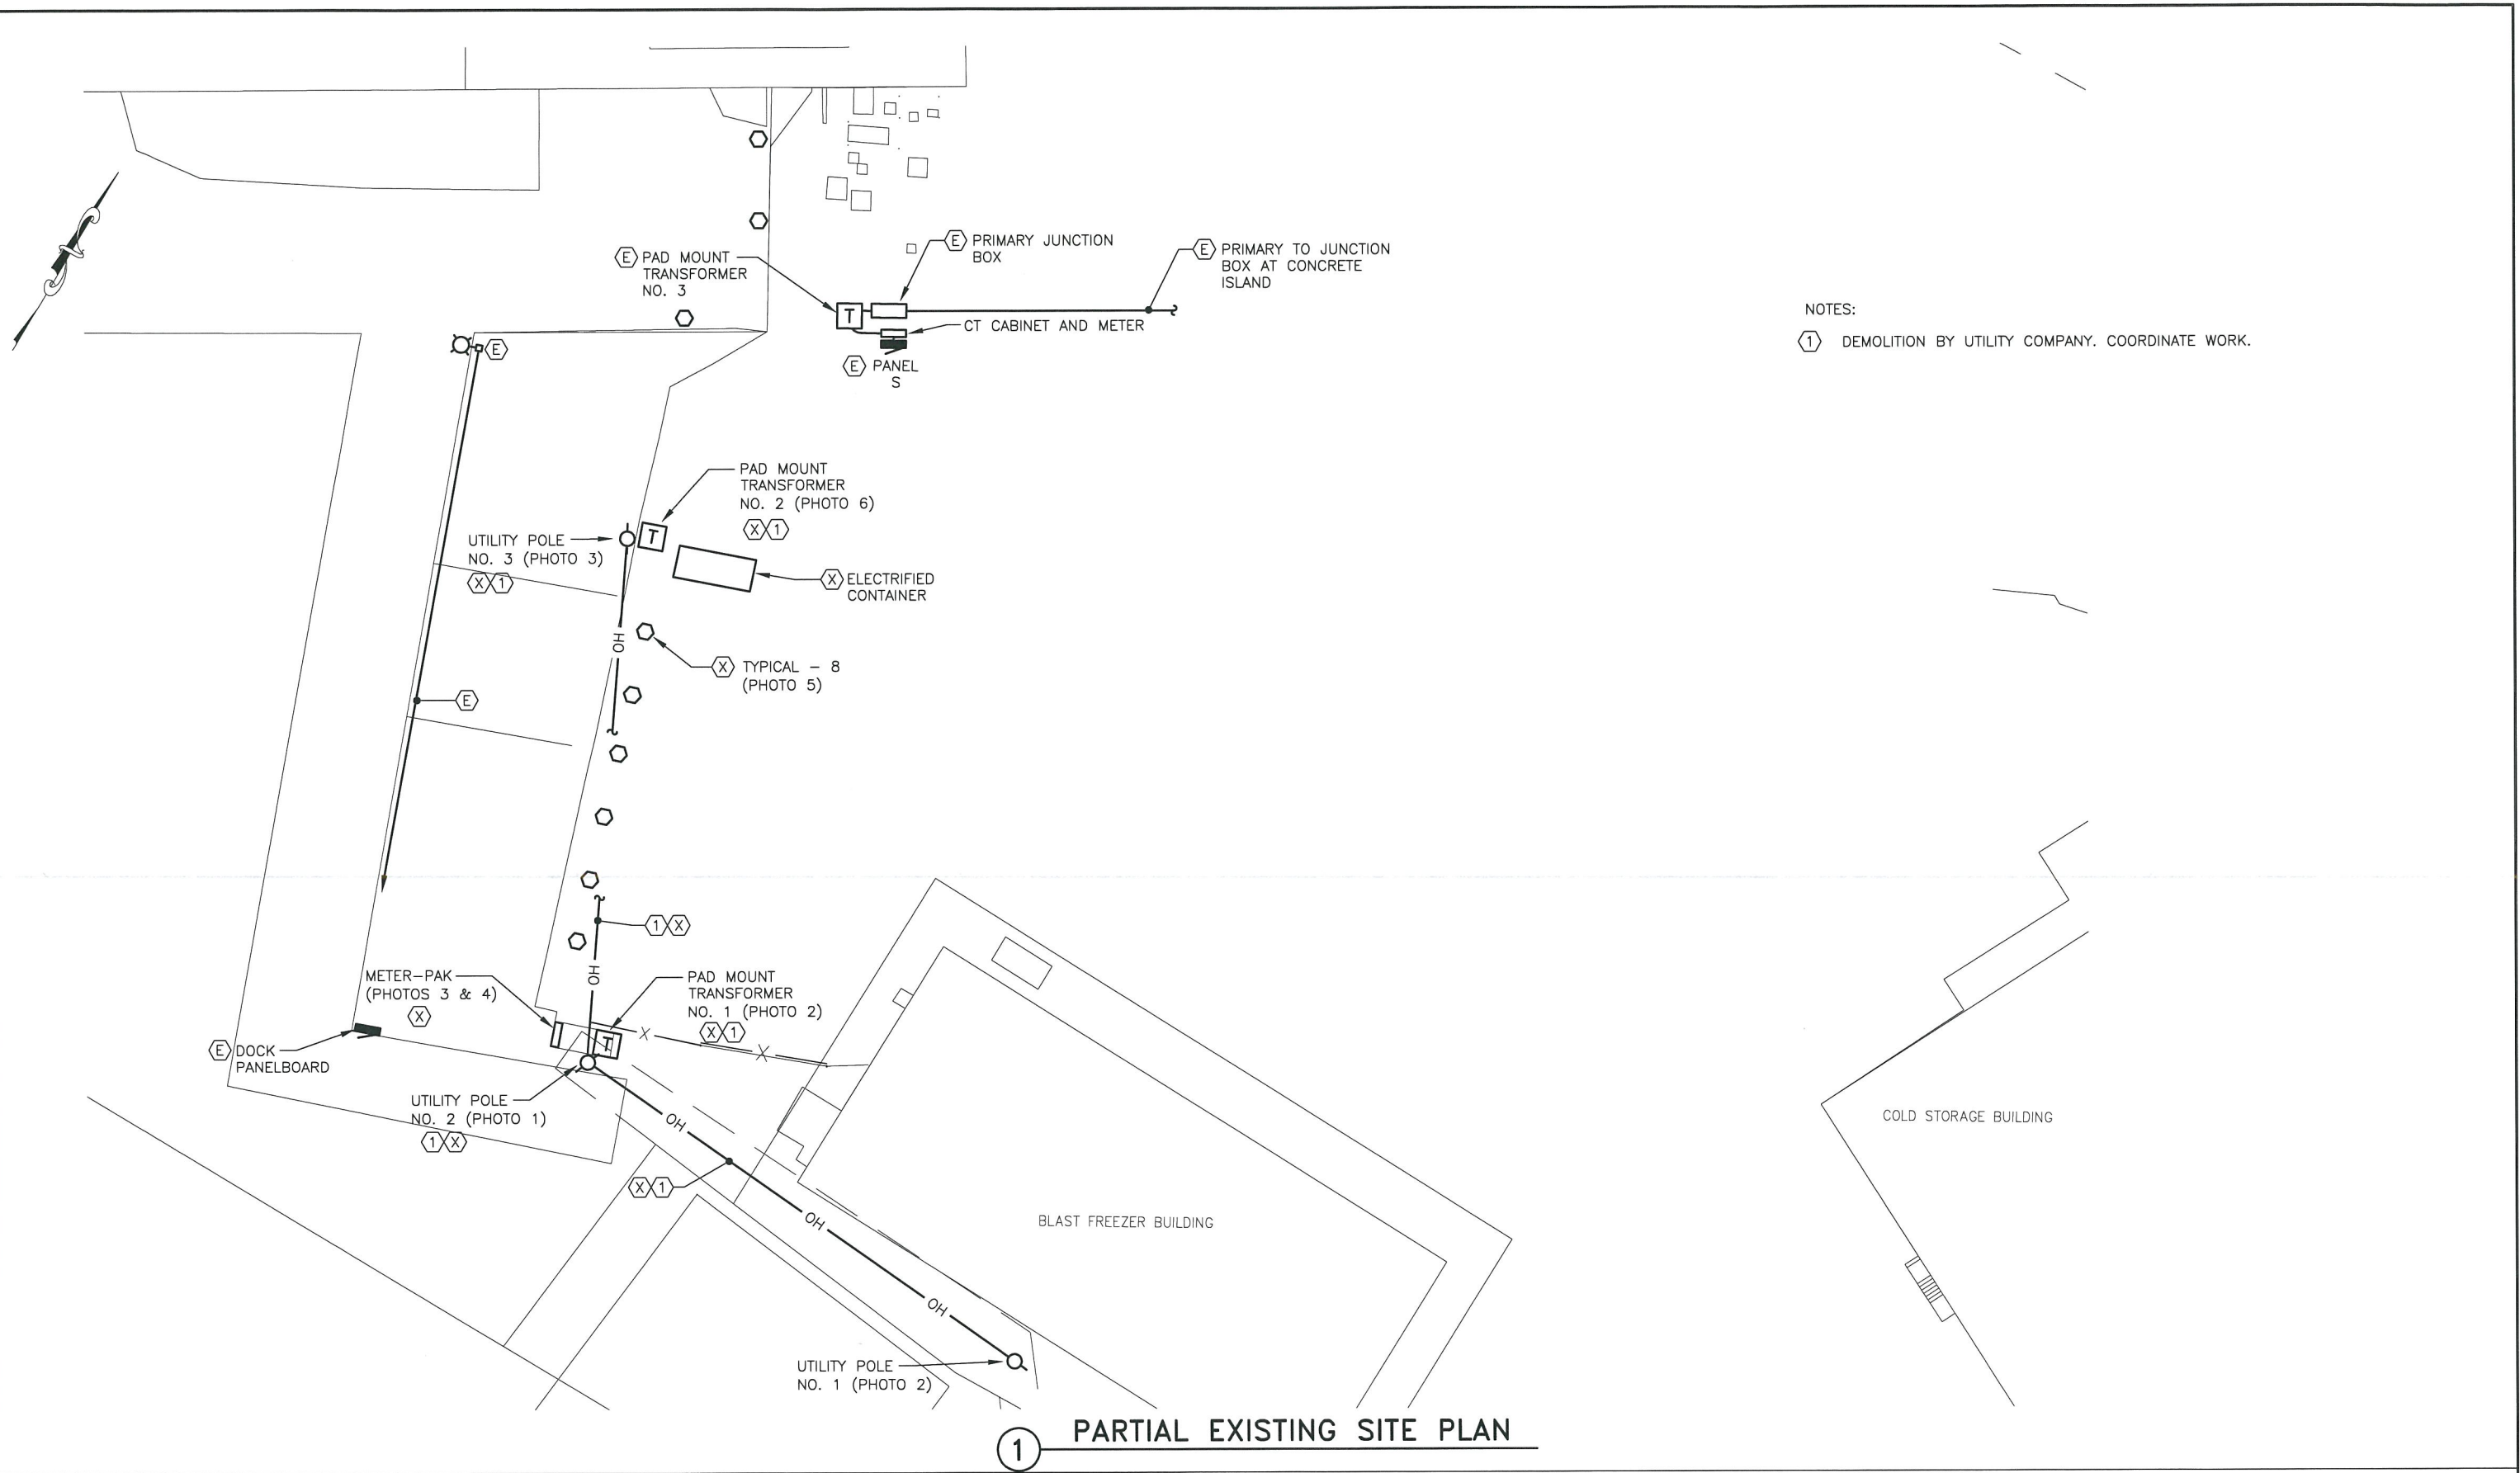 E PRIMARY JUNCTION
BOX
E PRIMARY TO JUNCTION
BOX AT CONCRETE
ISLAND
E PAD MOUNT
TRANSFORMER
NO. 3
T
CT CABINET AND METER
E PANEL
S
E
NOTES:
1 DEMOLITION BY UTILITY COMPANY. COORDINATE WORK.
PAD MOUNT
TRANSFORMER
NO. 2 (PHOTO 6)
X 1
T
UTILITY POLE
NO. 3 (PHOTO 3)
X 1
X ELECTRIFIED
CONTAINER
OH
X TYPICAL - 8
(PHOTO 5)
E
1 X
OH
METER-PAK
(PHOTOS 3 & 4)
X
PAD MOUNT
TRANSFORMER
NO. 1 (PHOTO 2)
X 1
T
X
X
E DOCK
PANELBOARD
UTILITY POLE
NO. 2 (PHOTO 1)
1 X
OH
X 1
OH
OH
BLAST FREEZER BUILDING
COLD STORAGE BUILDING
UTILITY POLE
NO. 1 (PHOTO 2)
1 PARTIAL EXISTING SITE PLAN